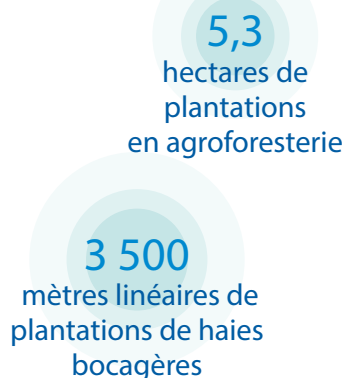 5,3
hectares de
plantations
en agroforesterie
3 500
mètres linéaires de
plantations de haies
bocagères